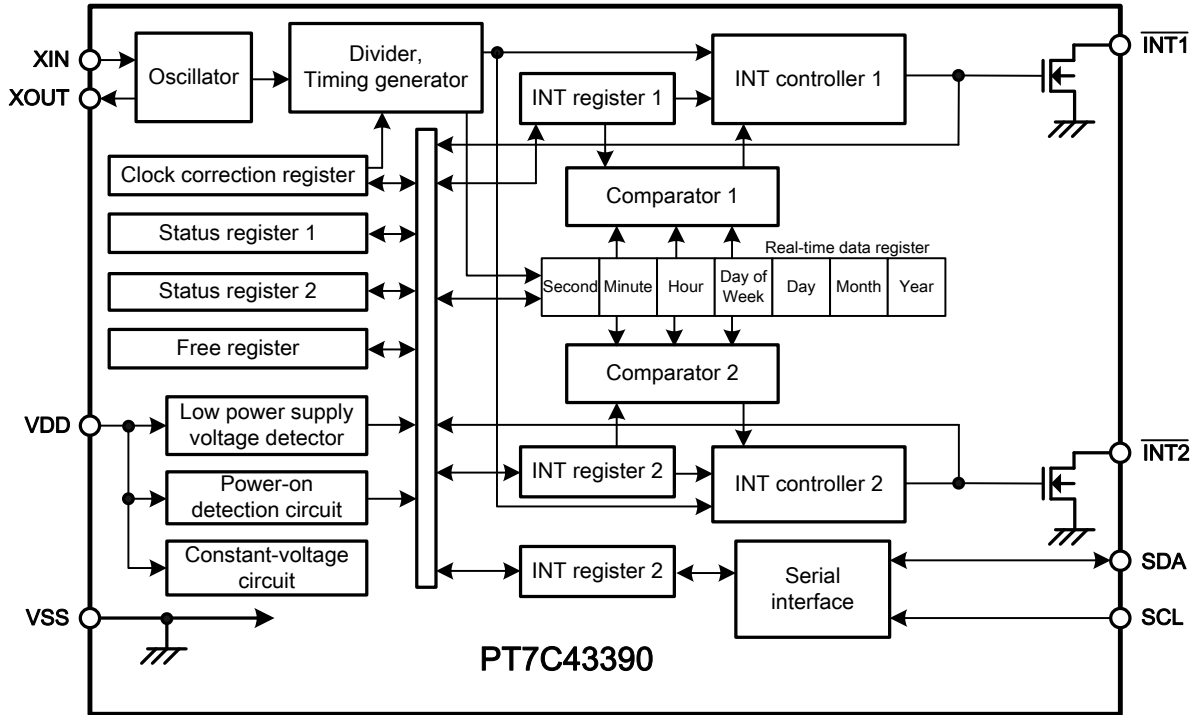 XIN
XOUT
Oscillator
Divider,
Timing generator
INT register 1
INT controller 1
INT1
Clock correction register
Comparator 1
Status register 1
Real-time data register
Second
Minute
Hour
Day of
Week
Day
Month
Year
Status register 2
Free register
Comparator 2
VDD
Low power supply
voltage detector
INT register 2
INT controller 2
INT2
Power-on
detection circuit
Constant-voltage
circuit
INT register 2
Serial
interface
SDA
SCL
VSS
PT7C43390